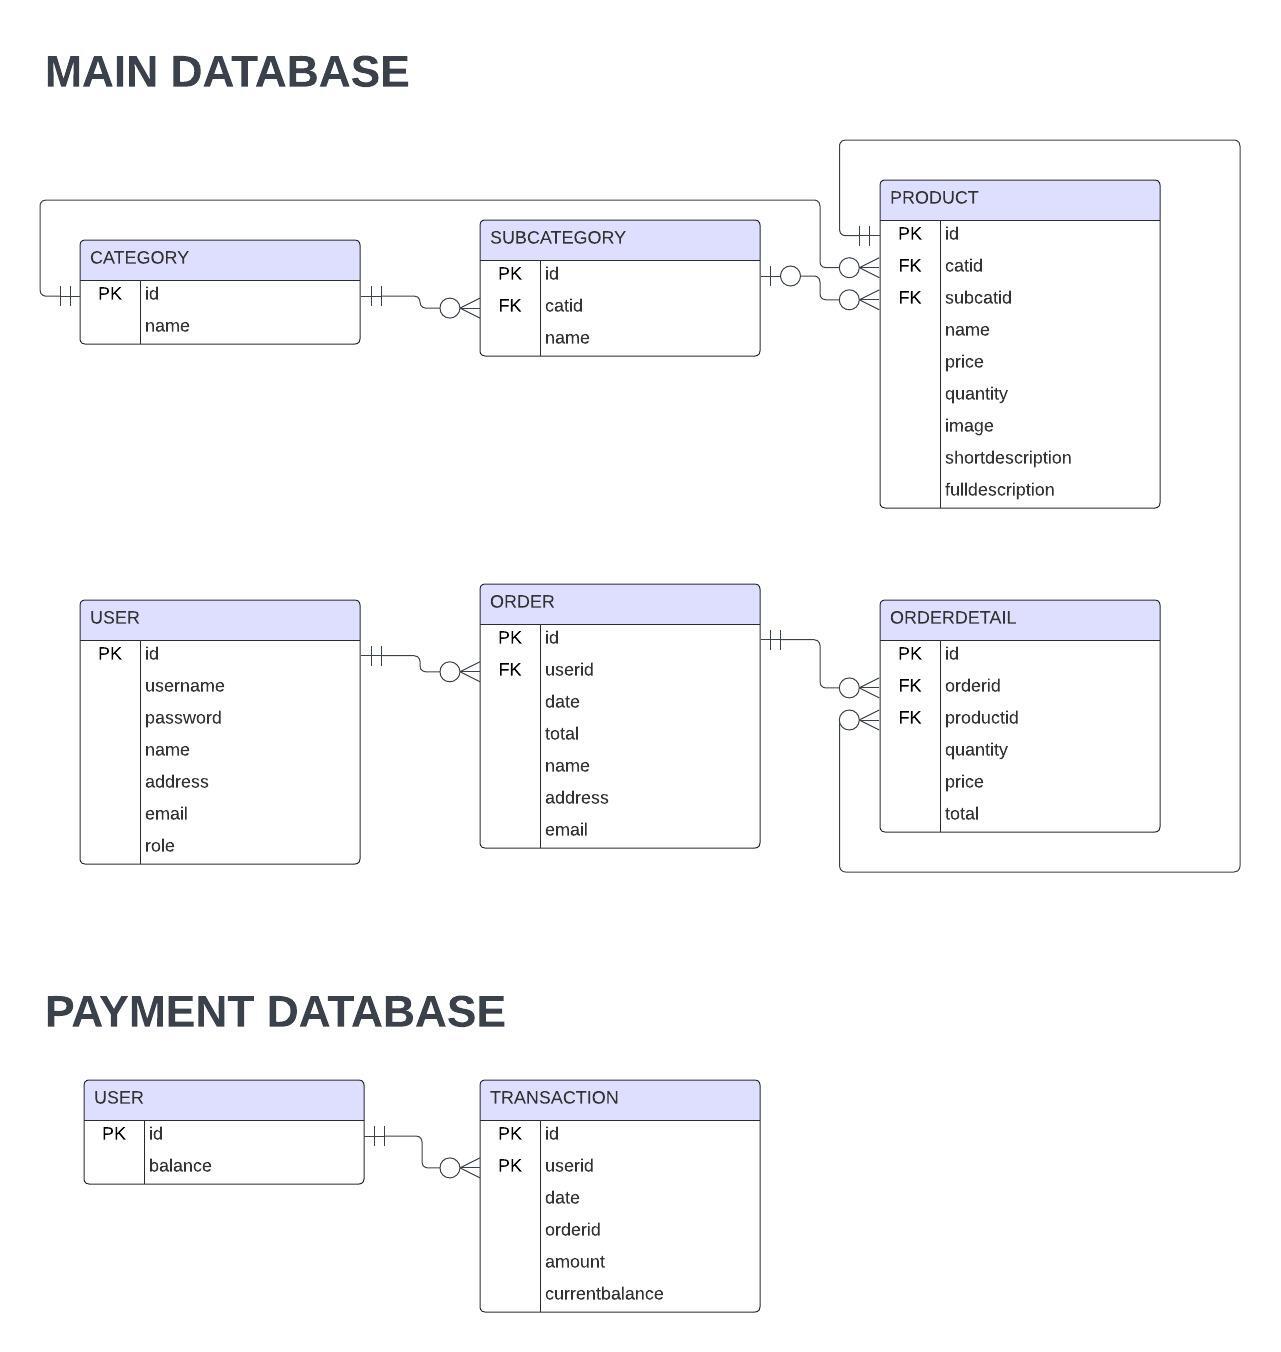 MAIN DATABASE
CATEGORY
PK id
name
SUBCATEGORY
PK id
FK catid
name
PRODUCT
PK id
FK catid
FK subcatid
name
price
quantity
image
shortdescription
fulldescription
USER
PK id
username
password
name
address
email
role
ORDER
PK id
FK userid
date
total
name
address
email
ORDERDETAIL
PK id
FK orderid
FK productid
quantity
price
total
PAYMENT DATABASE
USER
PK id
balance
TRANSACTION
PK id
PK userid
date
orderid
amount
currentbalance